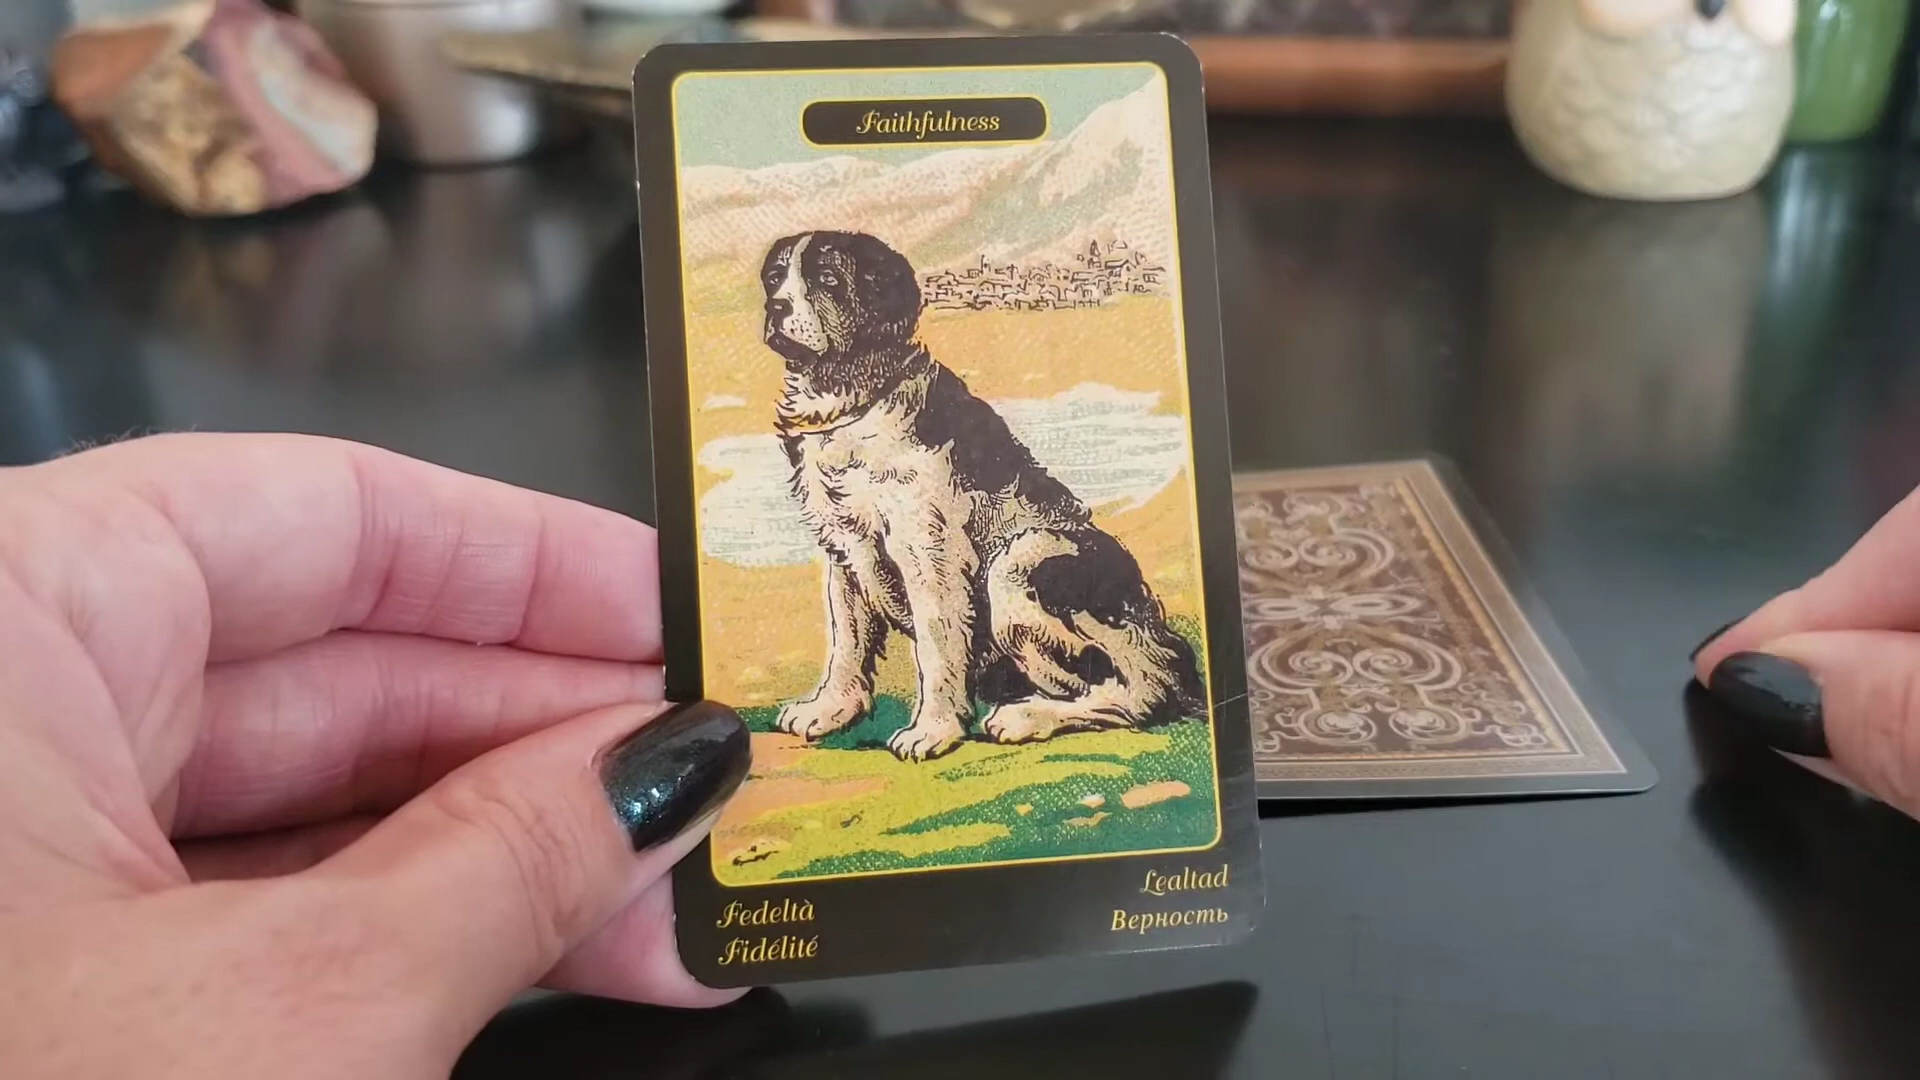 Faithfulness
Fedeltà
Fidélité
Lealtad
Верность